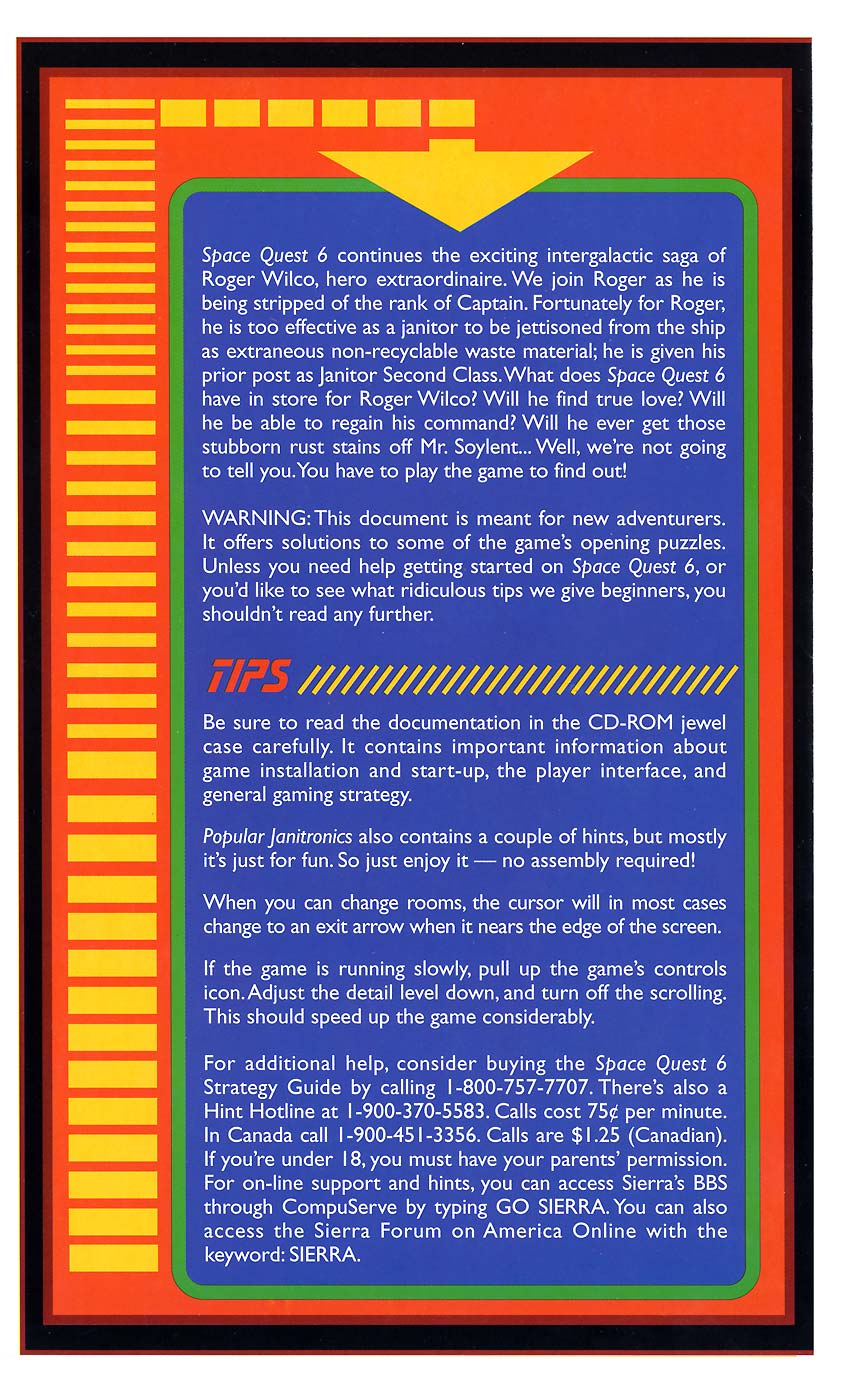 Space Quest 6 continues the exciting intergalactic saga of
Roger Wilco, hero extraordinaire. We join Roger as he is
being stripped of the rank of Captain. Fortunately for Roger,
he is too effective as a janitor to be jettisoned from the ship
as extraneous non-recyclable waste material; he is given his
prior post as Janitor Second Class. What does Space Quest 6
have in store for Roger Wilco? Will he find true love? Will
he be able to regain his command? Will he ever get those
stubborn rust stains off Mr. Soylent... Well, we're not going
to tell you. You have to play the game to find out!
WARNING: This document is meant for new adventurers.
It offers solutions to some of the game's opening puzzles.
Unless you need help getting started on Space Quest 6, or
you'd like to see what ridiculous tips we give beginners, you
shouldn't read any further.
TIPS
Be sure to read the documentation in the CD-ROM jewel
case carefully. It contains important information about
game installation and start-up, the player interface, and
general gaming strategy.
Popular Janitronics also contains a couple of hints, but mostly
it's just for fun. So just enjoy it — no assembly required!
When you can change rooms, the cursor will in most cases
change to an exit arrow when it nears the edge of the screen.
If the game is running slowly, pull up the game's controls
icon. Adjust the detail level down, and turn off the scrolling.
This should speed up the game considerably.
For additional help, consider buying the Space Quest 6
Strategy Guide by calling 1-800-757-7707. There's also a
Hint Hotline at 1-900-370-5583. Calls cost 75¢ per minute.
In Canada call 1-900-451-3356. Calls are $1.25 (Canadian).
If you're under 18, you must have your parents' permission.
For on-line support and hints, you can access Sierra's BBS
through CompuServe by typing GO SIERRA. You can also
access the Sierra Forum on America Online with the
keyword: SIERRA.